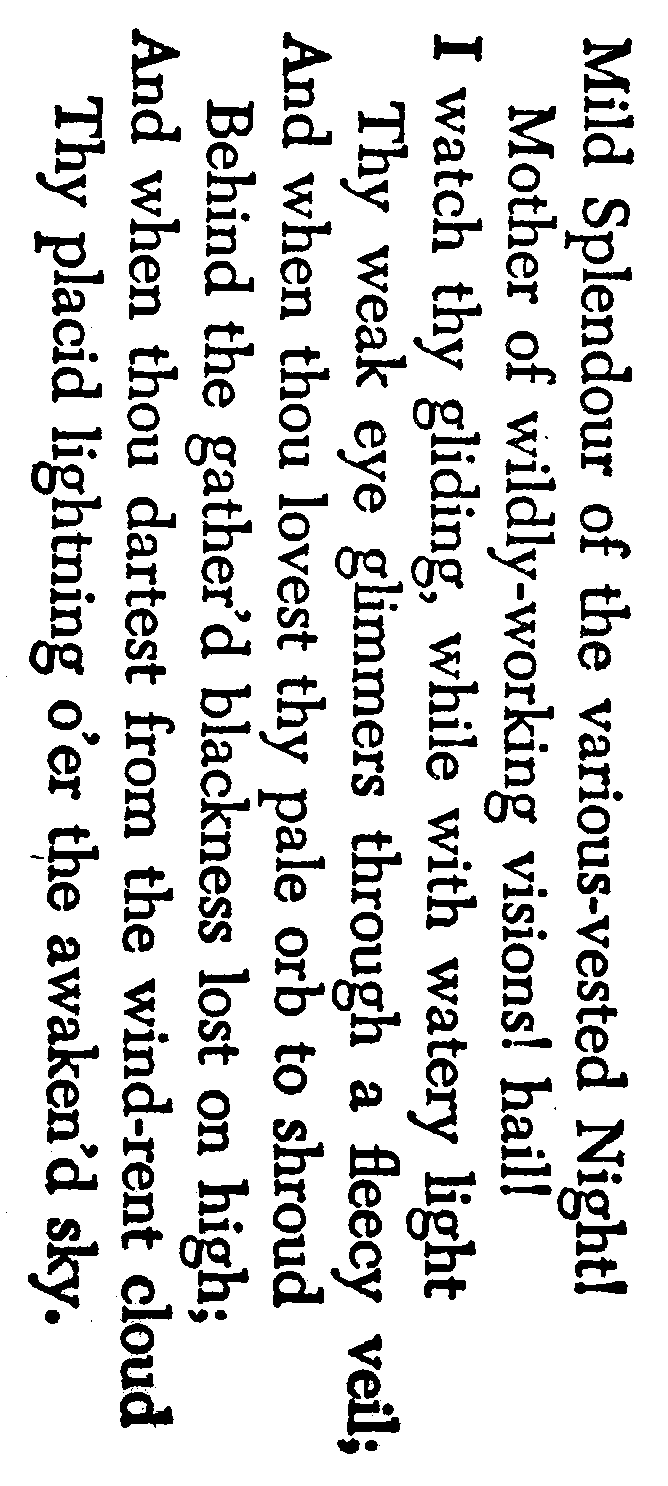 Mild Splendour of the various-vested Night!
Mother of wildly-working visions! hail!
I watch thy gliding, while with watery light
Thy weak eye glimmers through a fleecy veil;
And when thou lovest thy pale orb to shroud
Behind the gather'd blackness lost on high;
And when thou dartest from the wind-rent cloud
Thy placid lightning o'er the awaken'd sky.